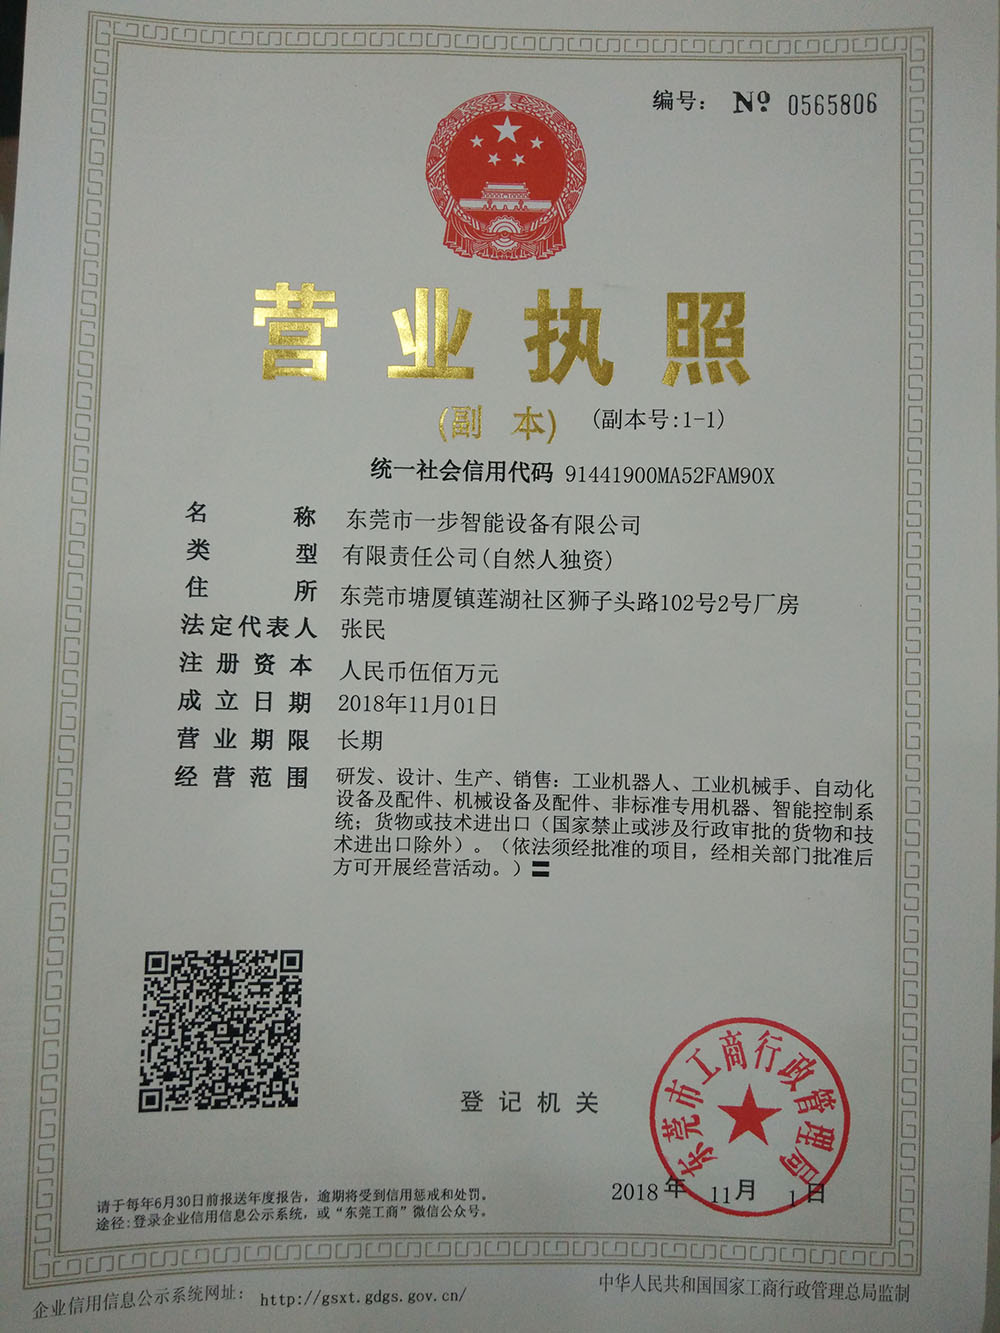 编号： Nº 0565806
营业执照
(副 本) (副本号:1-1)
统一社会信用代码 91441900MA52FAM90X
名 称 东莞市一步智能设备有限公司
类 型 有限责任公司(自然人独资)
住 所 东莞市塘厦镇莲湖社区狮子头路102号2号厂房
法定代表人 张民
注册资本 人民币伍佰万元
成立日期 2018年11月01日
营业期限 长期
经营范围 研发、设计、生产、销售：工业机器人、工业机械手、自动化
设备及配件、机械设备及配件、非标准专用机器、智能控制系
统；货物或技术进出口（国家禁止或涉及行政审批的货物和技
术进出口除外）。（依法须经批准的项目，经相关部门批准后
方可开展经营活动。）〓
东莞市工商行政管理局
登记机关
2018年 11月 1日
请于每年6月30日前报送年度报告，逾期将受到信用惩戒和处罚。
途径:登录企业信用信息公示系统，或“东莞工商”微信公众号。
企业信用信息公示系统网址： http://gsxt.gdgs.gov.cn/
中华人民共和国国家工商行政管理总局监制